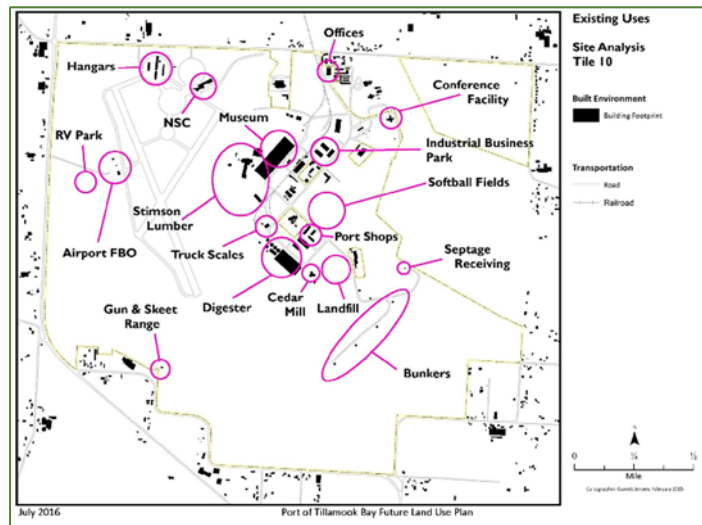 Offices
Hangars
NSC
Conference
Facility
Museum
RV Park
Industrial Business
Park
Softball Fields
Stimson
Lumber
Airport FBO
Truck Scales
Port Shops
Septage
Receiving
Digester
Cedar
Mill
Landfill
Gun & Skeet
Range
Bunkers
July 2016
Port of Tillamook Bay Future Land Use Plan
Existing Uses
Site Analysis
Tile 10
Built Environment
Building Footprint
Transportation
Road
Railroad
N
0
Mile